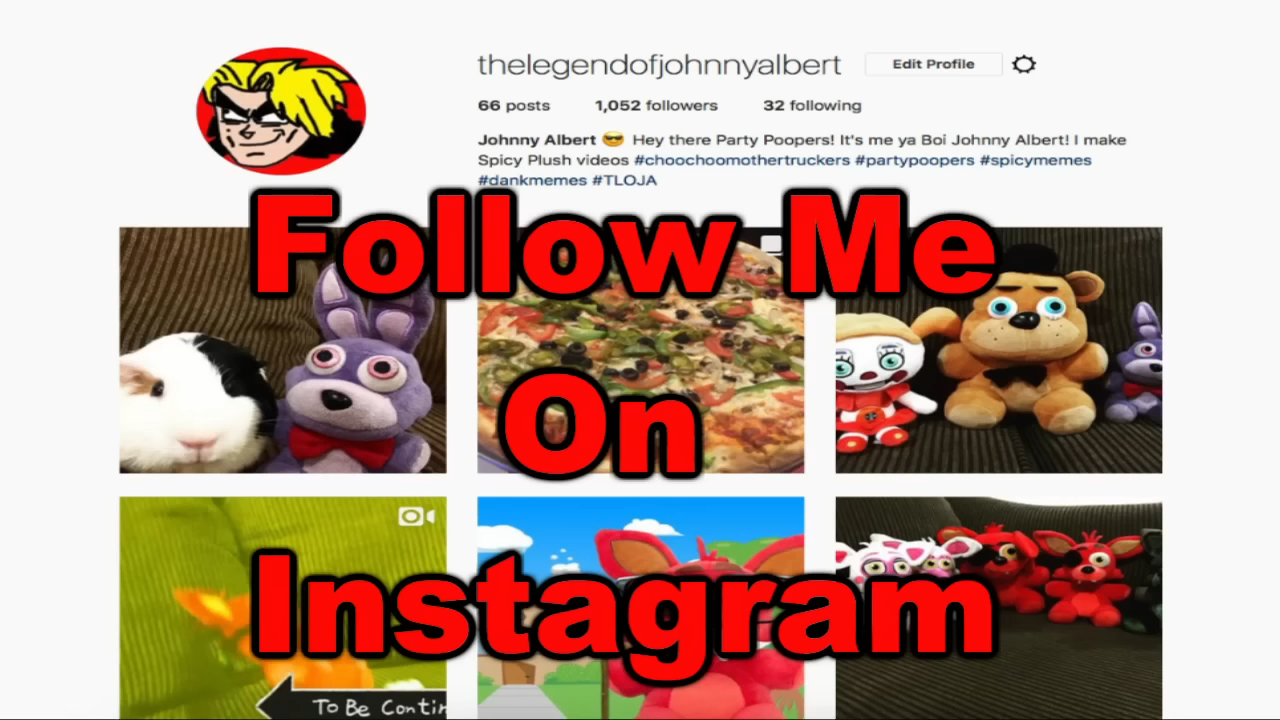 thelegendofjohnnyalbert Edit Profile
66 posts 1,052 followers 32 following
Johnny Albert 😎 Hey there Party Poopers! It's me ya Boi Johnny Albert! I make
Spicy Plush videos #choochoomothertruckers #partypoopers #spicymemes
#dankmemes #TLOJA
Follow Me
On
Instagram
To Be Contin